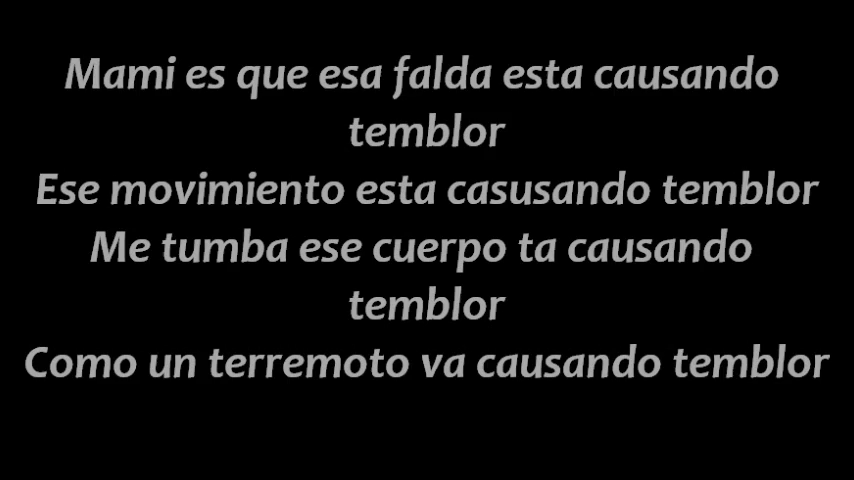 Mami es que esa falda esta causando
temblor
Ese movimiento esta casusando temblor
Me tumba ese cuerpo ta causando
temblor
Como un terremoto va causando temblor